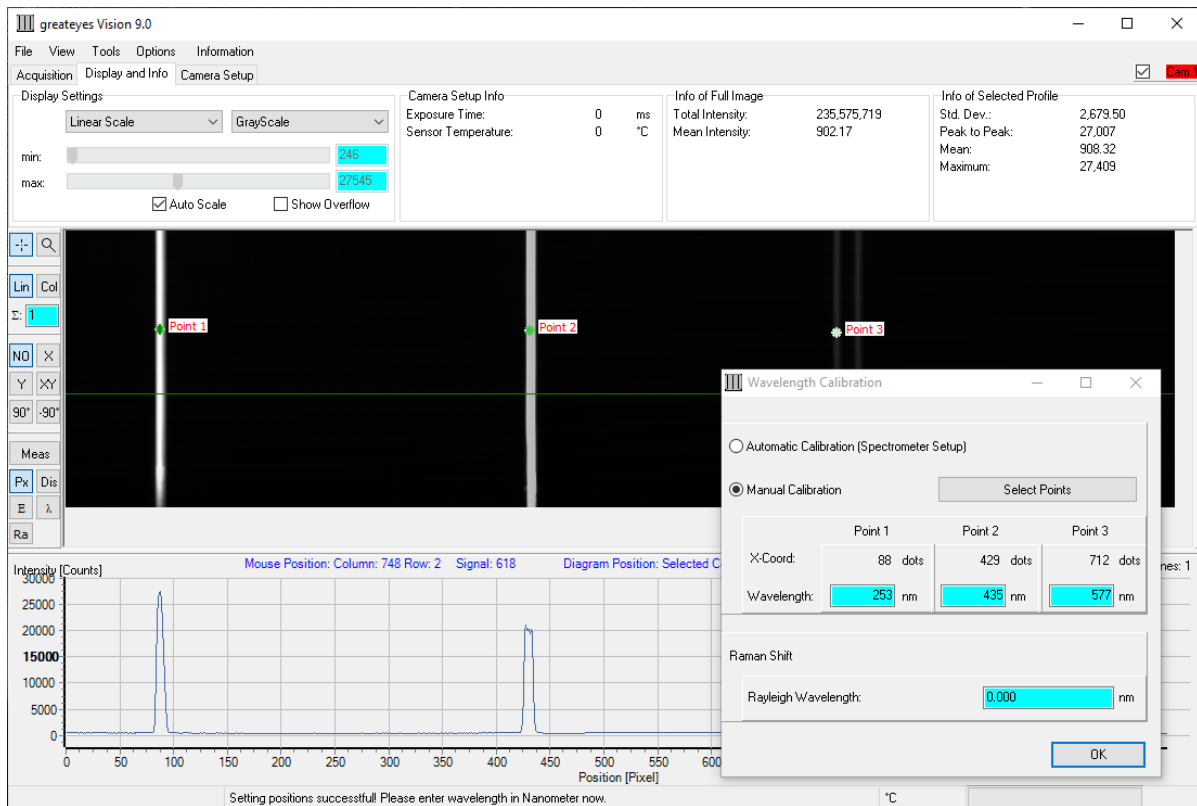 greateyes Vision 9.0
File View Tools Options Information
Acquisition Display and Info Camera Setup Cam 1
Display Settings
Linear Scale GrayScale
min: 246
max: 27545
Auto Scale Show Overflow
Camera Setup Info
Exposure Time: 0 ms
Sensor Temperature: 0 °C
Info of Full Image
Total Intensity: 235,575,719
Mean Intensity: 902.17
Info of Selected Profile
Std. Dev.: 2,679.50
Peak to Peak: 27,007
Mean: 908.32
Maximum: 27,409
Lin Col
Σ: 1
NO X
Y XY
90° -90°
Meas
Px Dis
E λ
Ra
Point 1 Point 2 Point 3
Wavelength Calibration
Automatic Calibration (Spectrometer Setup)
Manual Calibration Select Points
Point 1 Point 2 Point 3
X-Coord: 88 dots 429 dots 712 dots
Wavelength: 253 nm 435 nm 577 nm
Raman Shift
Rayleigh Wavelength: 0.000 nm
OK
Intensity [Counts] Mouse Position: Column: 748 Row: 2 Signal: 618 Diagram Position: Selected nes: 1
30000
25000
20000
15000
10000
5000
0
0 50 100 150 200 250 300 350 400 450 500 550 600
Position [Pixel]
Setting positions successtful! Please enter wavelength in Nanometer now. °C